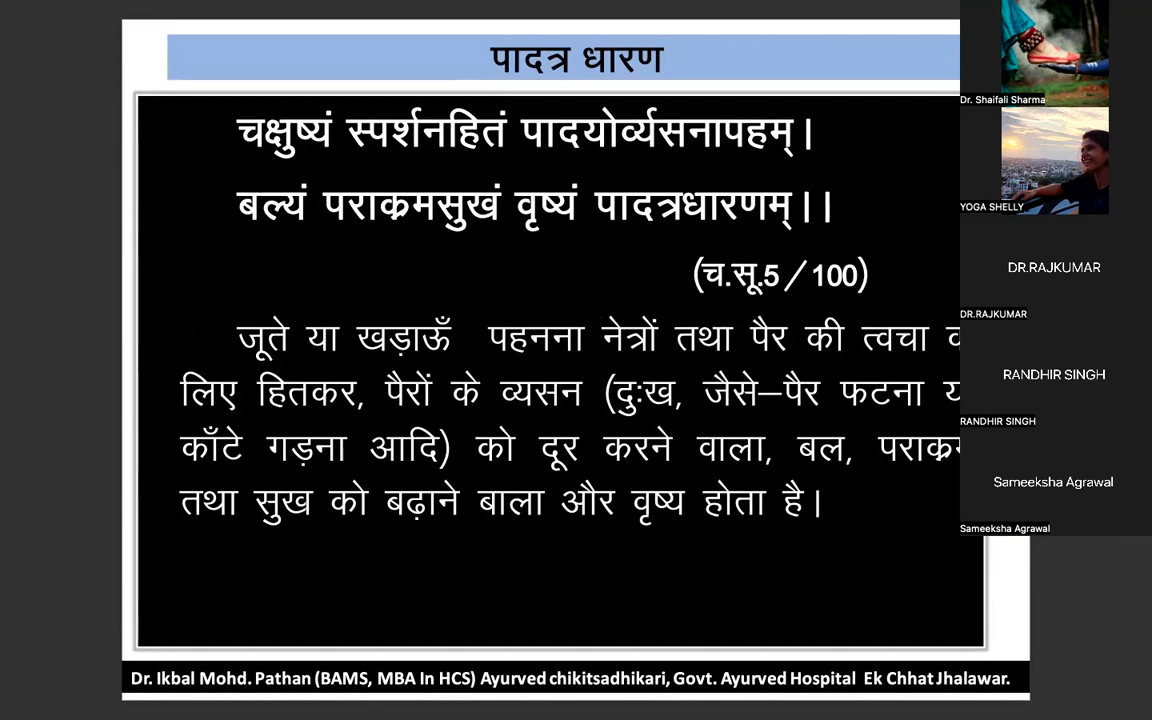 पादत्र धारण
चक्षुष्यं स्पर्शनहितं पादयोर्व्यसनापहम्।
बल्यं पराक्रमसुखं वृष्यं पादत्रधारणम्।।
(च.सू.5/100)
जूते या खड़ाऊँ पहनना नेत्रों तथा पैर की त्वचा
लिए हितकर, पैरों के व्यसन (दुःख, जैसे–पैर फटना
काँटे गड़ना आदि) को दूर करने वाला, बल,
तथा सुख को बढ़ाने बाला और वृष्य होता है।
Dr. Ikbal Mohd. Pathan (BAMS, MBA In HCS) Ayurved chikitsadhikari, Govt. Ayurved Hospital Ek Chhat Jhalawar.
Dr. Shaifali Sharma
YOGA SHELLY
DR.RAJKUMAR
DR.RAJKUMAR
RANDHIR SINGH
RANDHIR SINGH
Sameeksha Agrawal
Sameeksha Agrawal